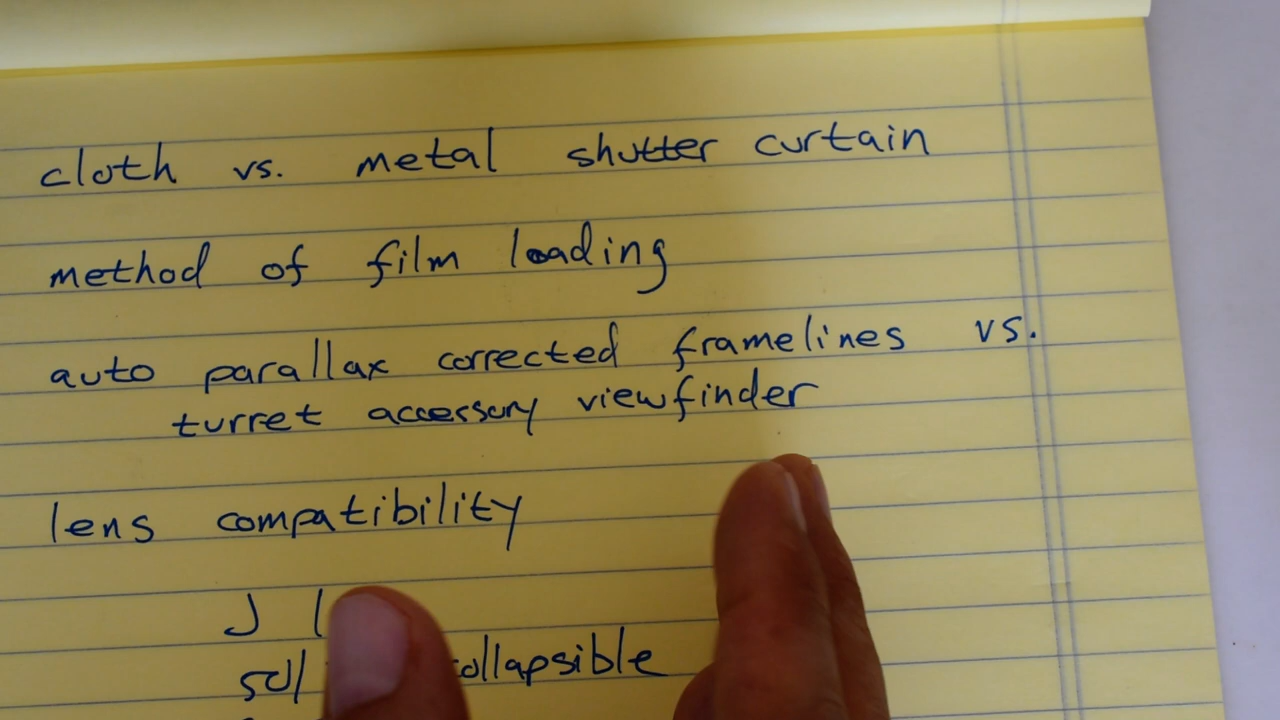 cloth vs. metal shutter curtain
method of film loading
auto parallax corrected framelines vs.
turret accessory viewfinder
lens compatibility
J
collapsible